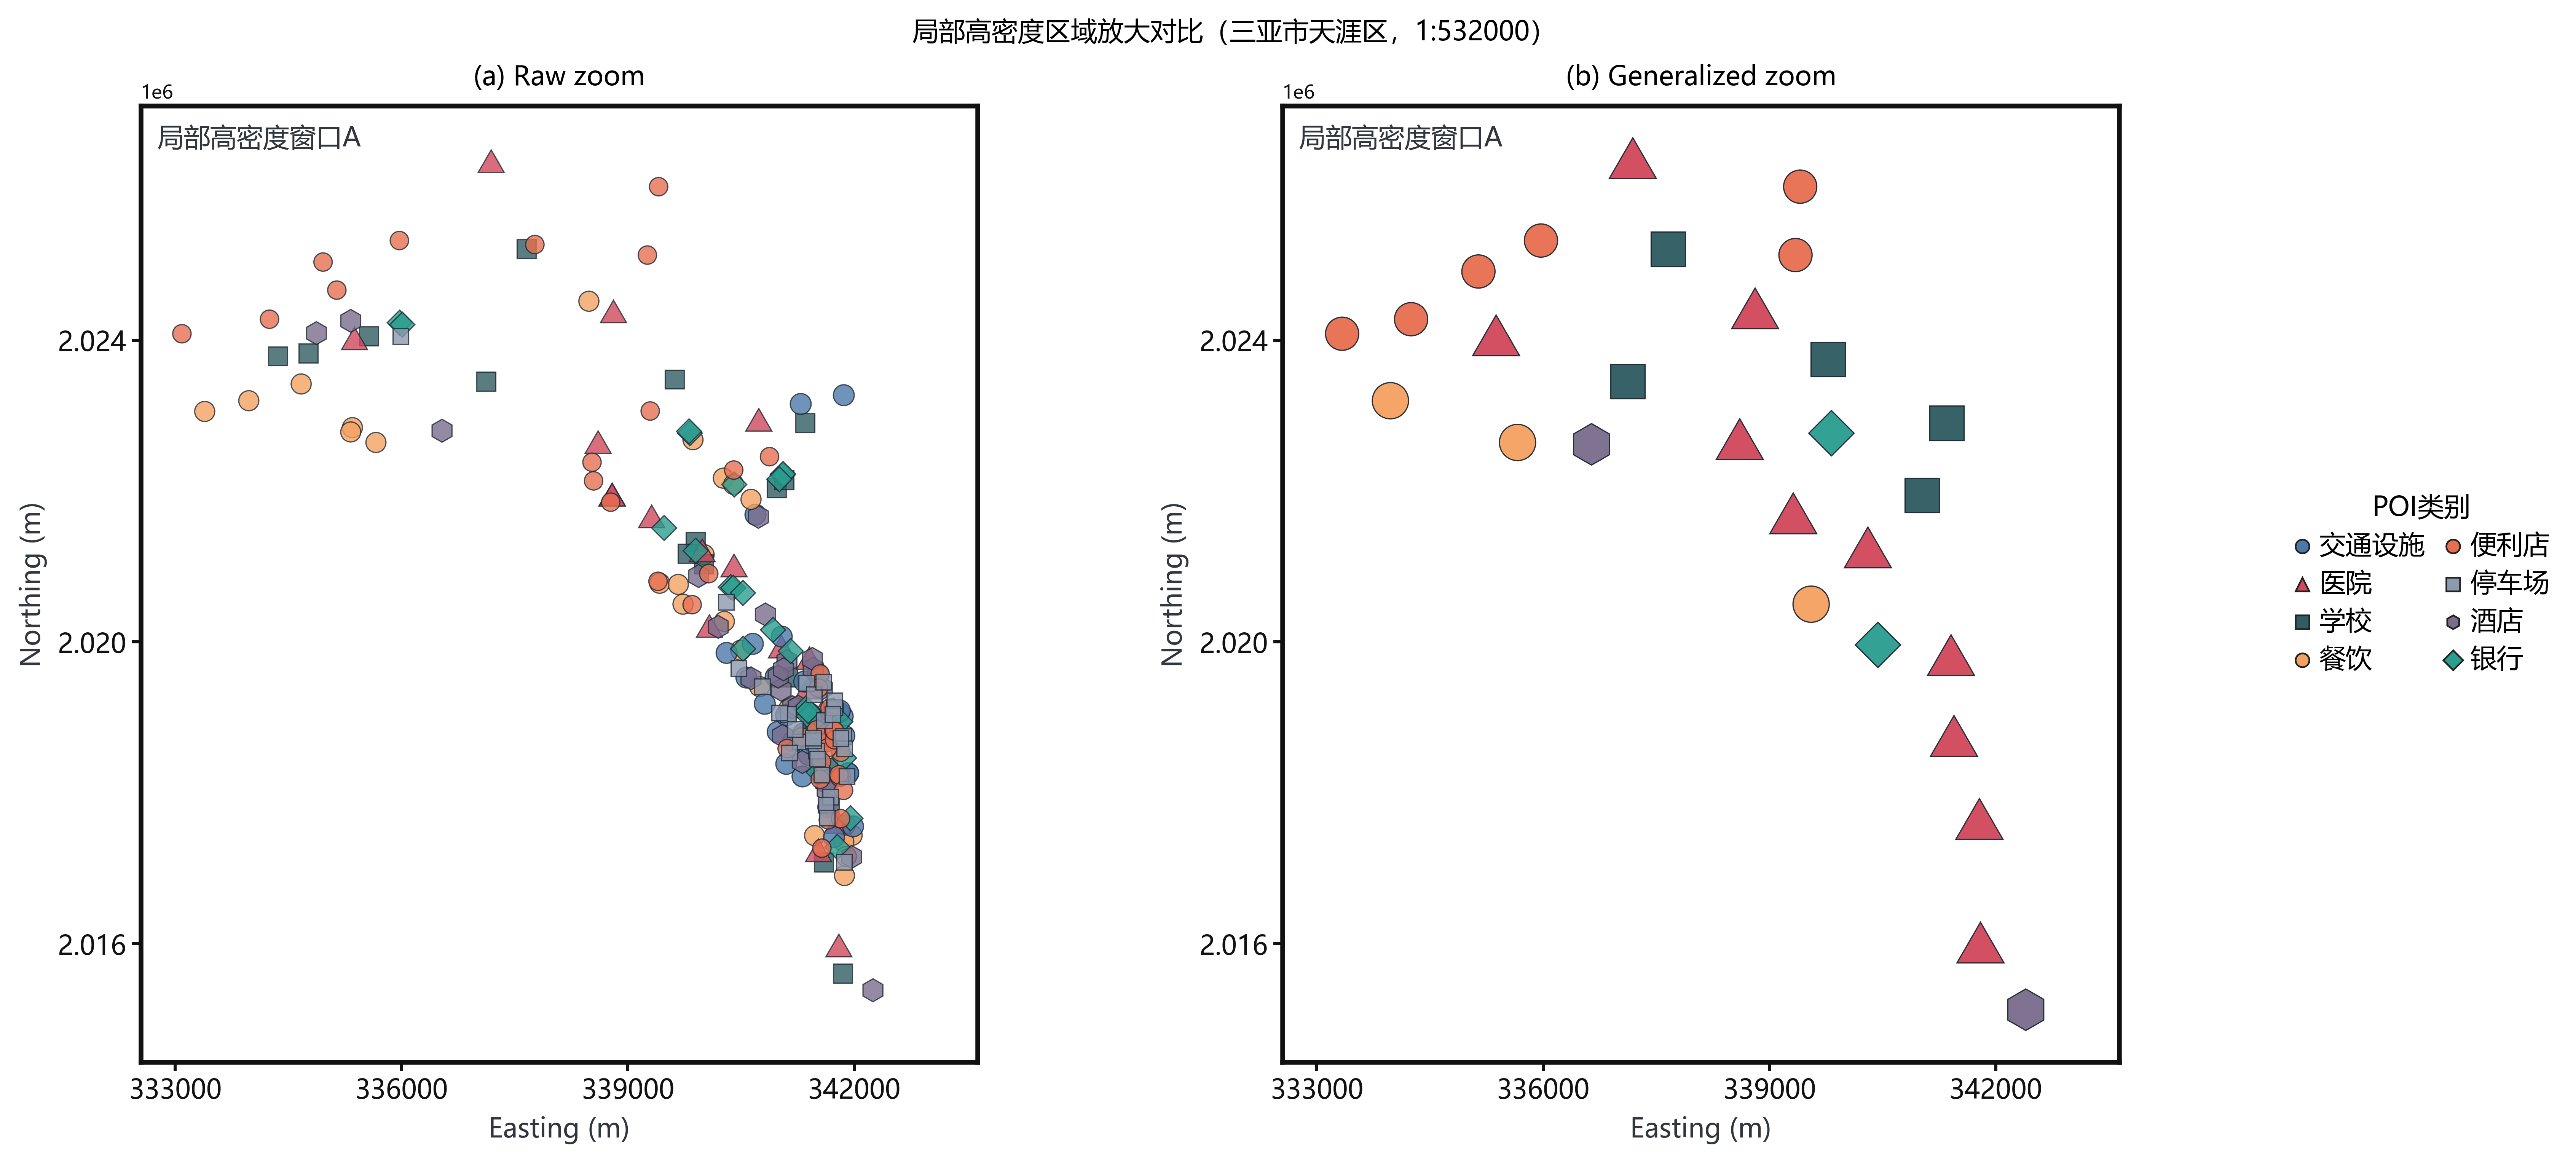 局部高密度区域放大对比（三亚市天涯区，1:532000）
(a) Raw zoom
1e6
局部高密度窗口A
2.024
2.020
2.016
Northing (m)
333000 336000 339000 342000
Easting (m)
(b) Generalized zoom
1e6
局部高密度窗口A
2.024
2.020
2.016
Northing (m)
333000 336000 339000 342000
Easting (m)
POI类别
交通设施 便利店
医院 停车场
学校 酒店
餐饮 银行